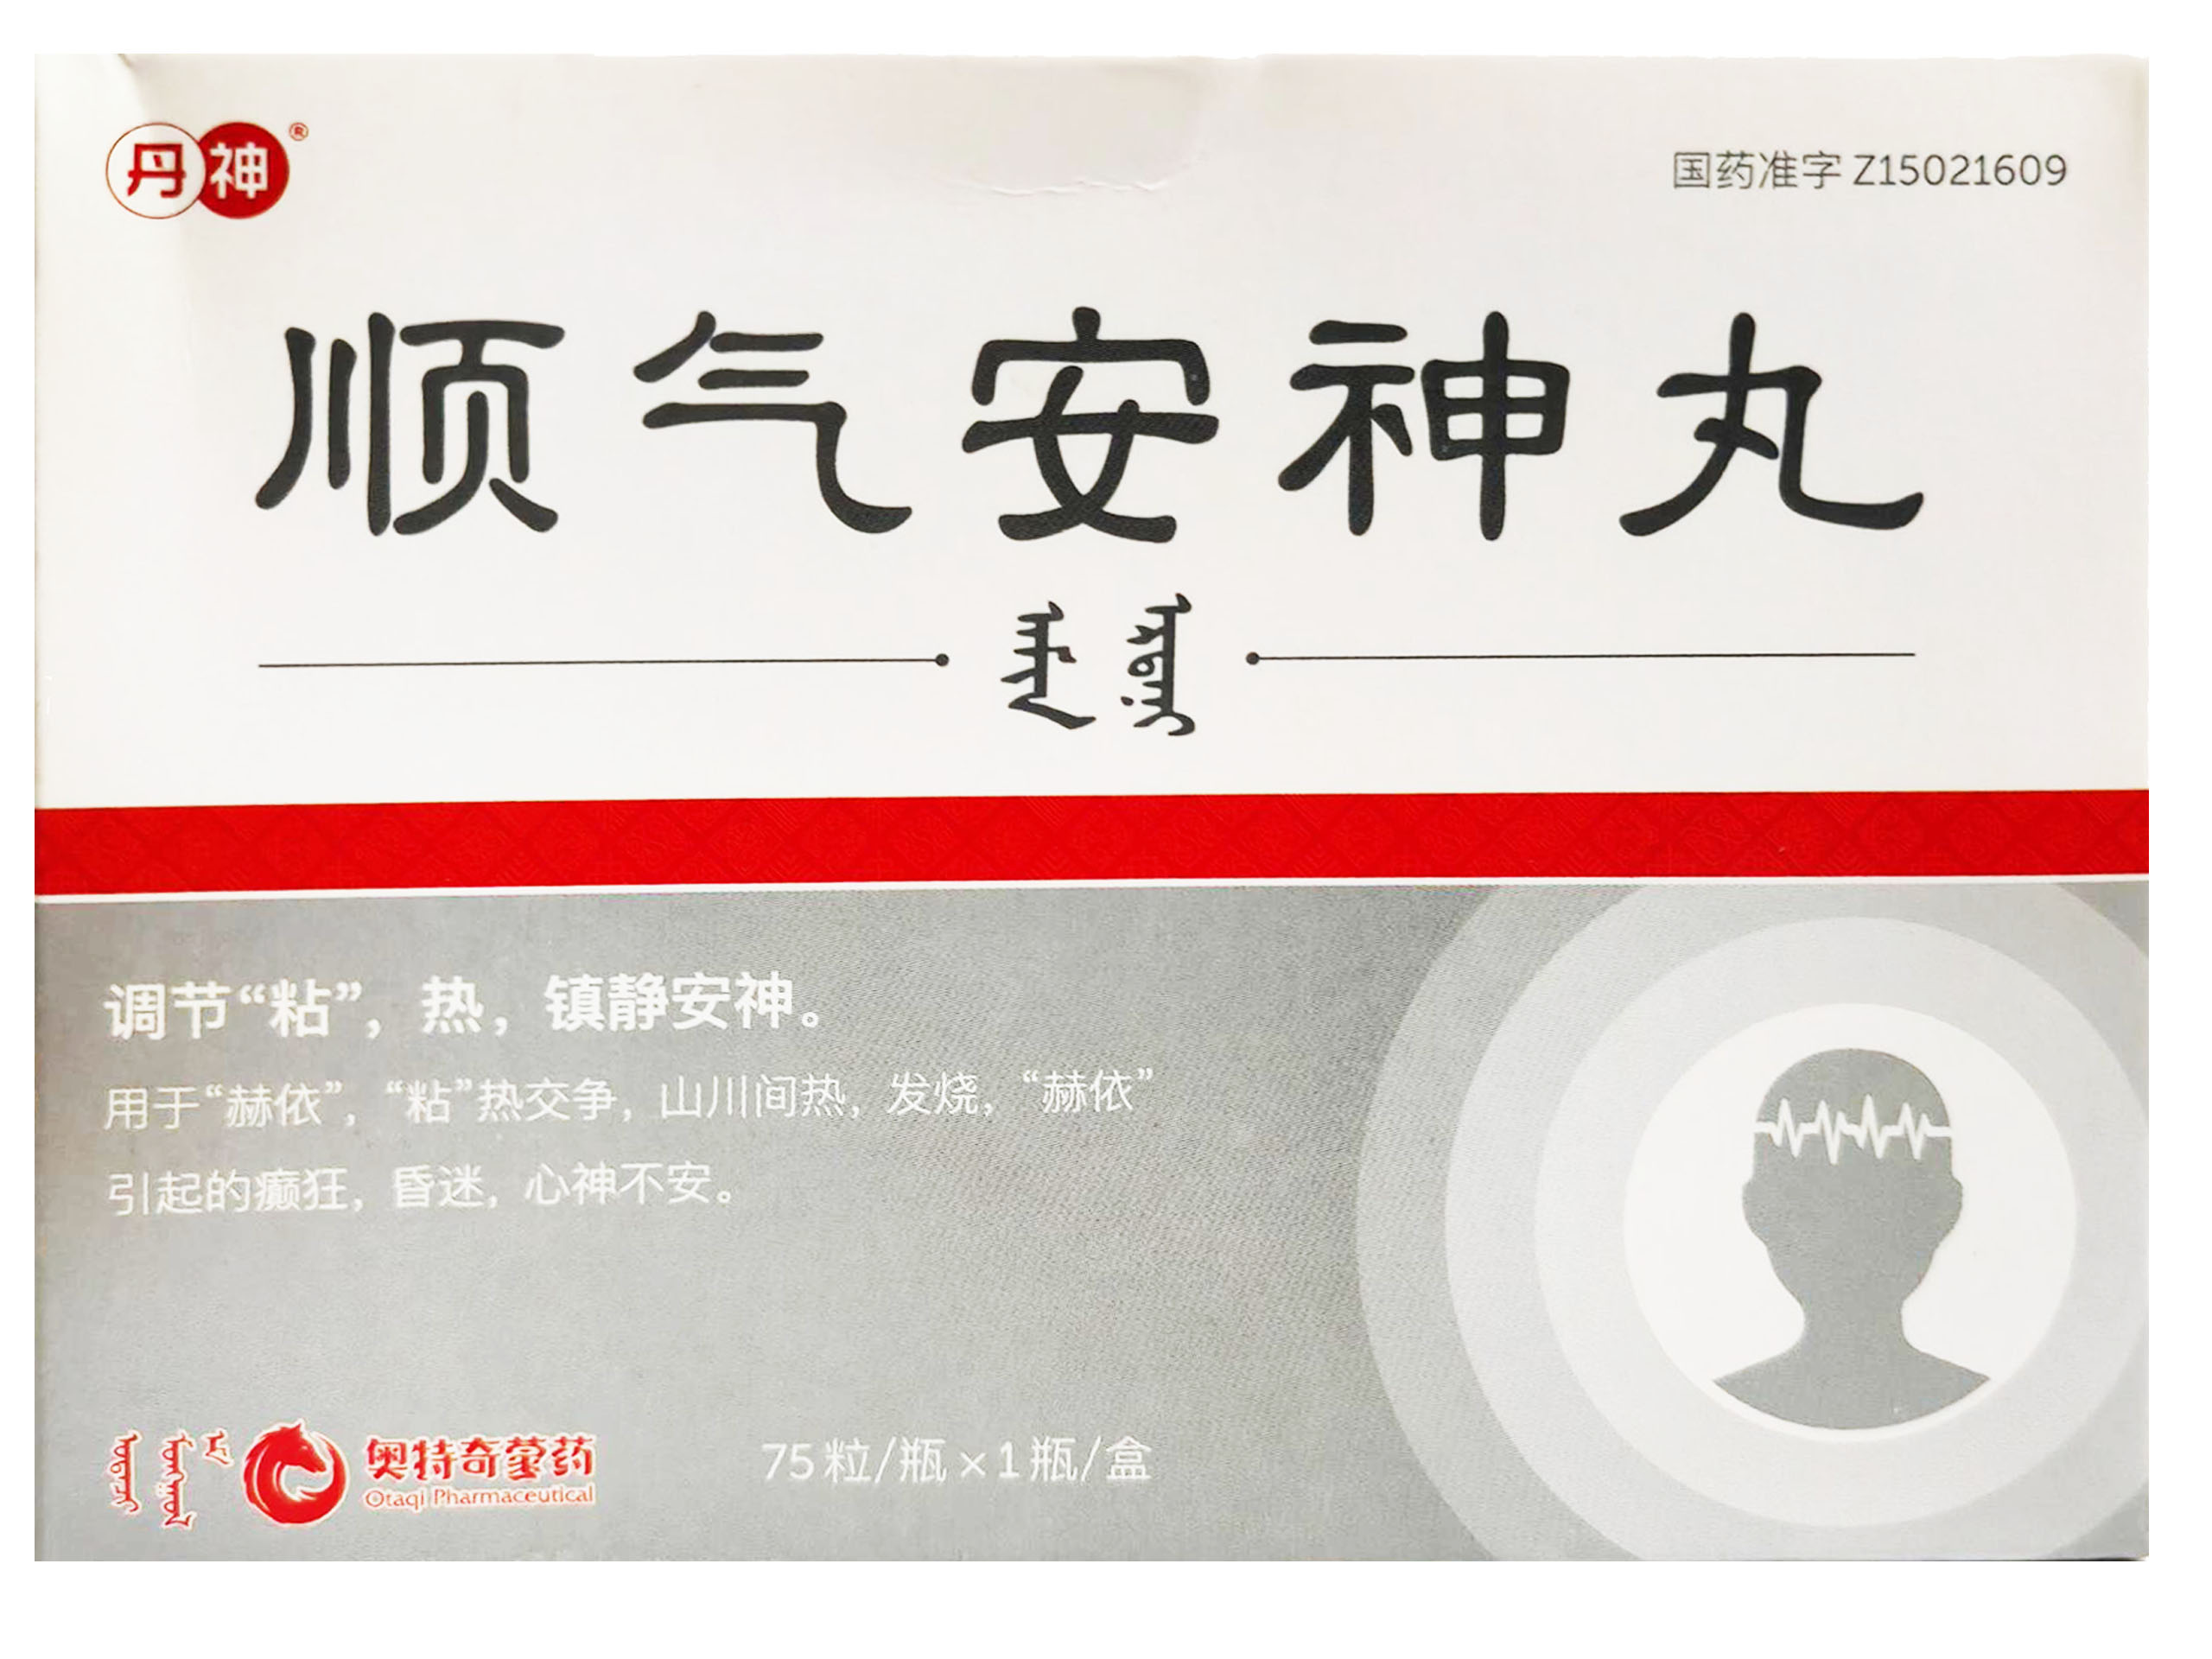 丹神®
国药准字 Z15021609
顺气安神丸
调节“粘”，热，镇静安神。
用于“赫依”，“粘”热交争，山川间热，发烧，“赫依”
引起的癫狂，昏迷，心神不安。
奥特奇蒙药
Otaqi Pharmaceutical
75粒/瓶×1瓶/盒